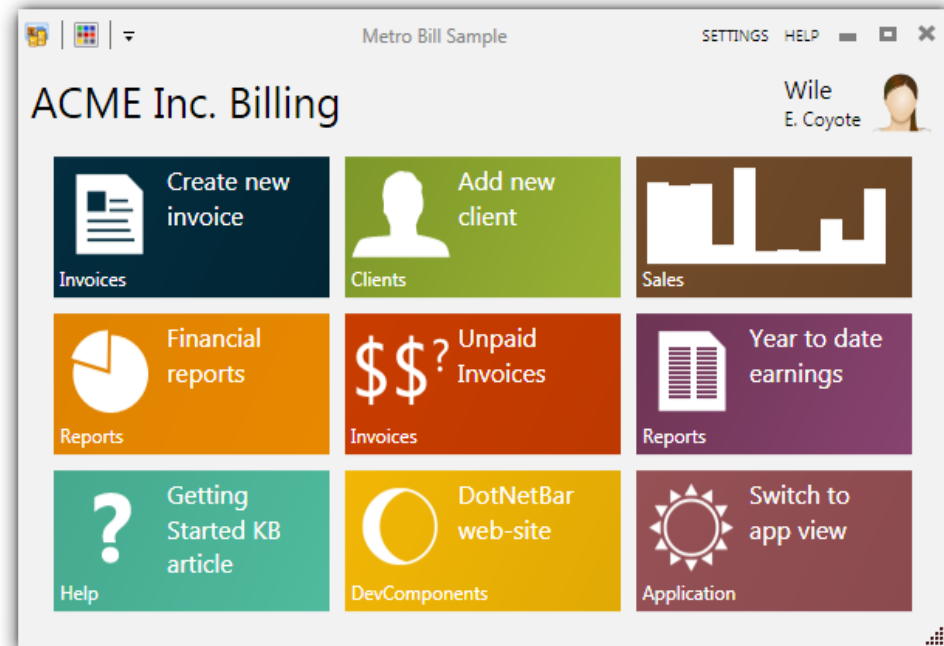 Metro Bill Sample
SETTINGS HELP
ACME Inc. Billing
Wile
E. Coyote
Create new
invoice
Invoices
Add new
client
Clients
Sales
Financial
reports
Reports
$$?
Unpaid
Invoices
Invoices
Year to date
earnings
Reports
?
Getting
Started KB
article
Help
DotNetBar
web-site
DevComponents
Switch to
app view
Application